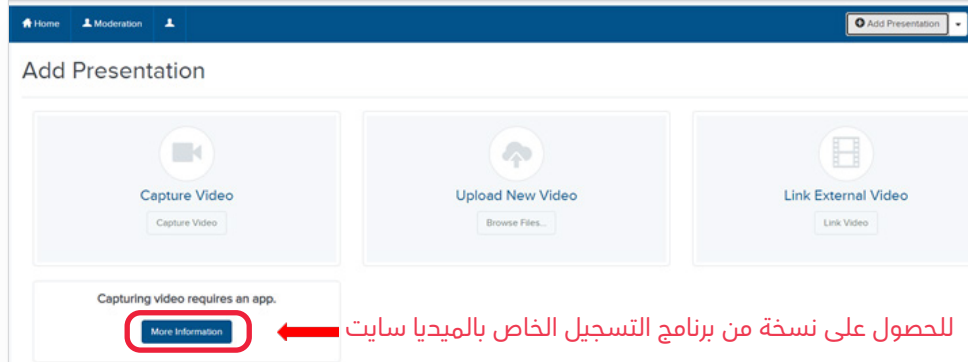 Home Moderation Add Presentation
Add Presentation
Capture Video Upload New Video Link External Video
Capture Video Browse Files... Link Video
Capturing video requires an app.
More Information
للحصول على نسخة من برنامج التسجيل الخاص بالميديا سايت